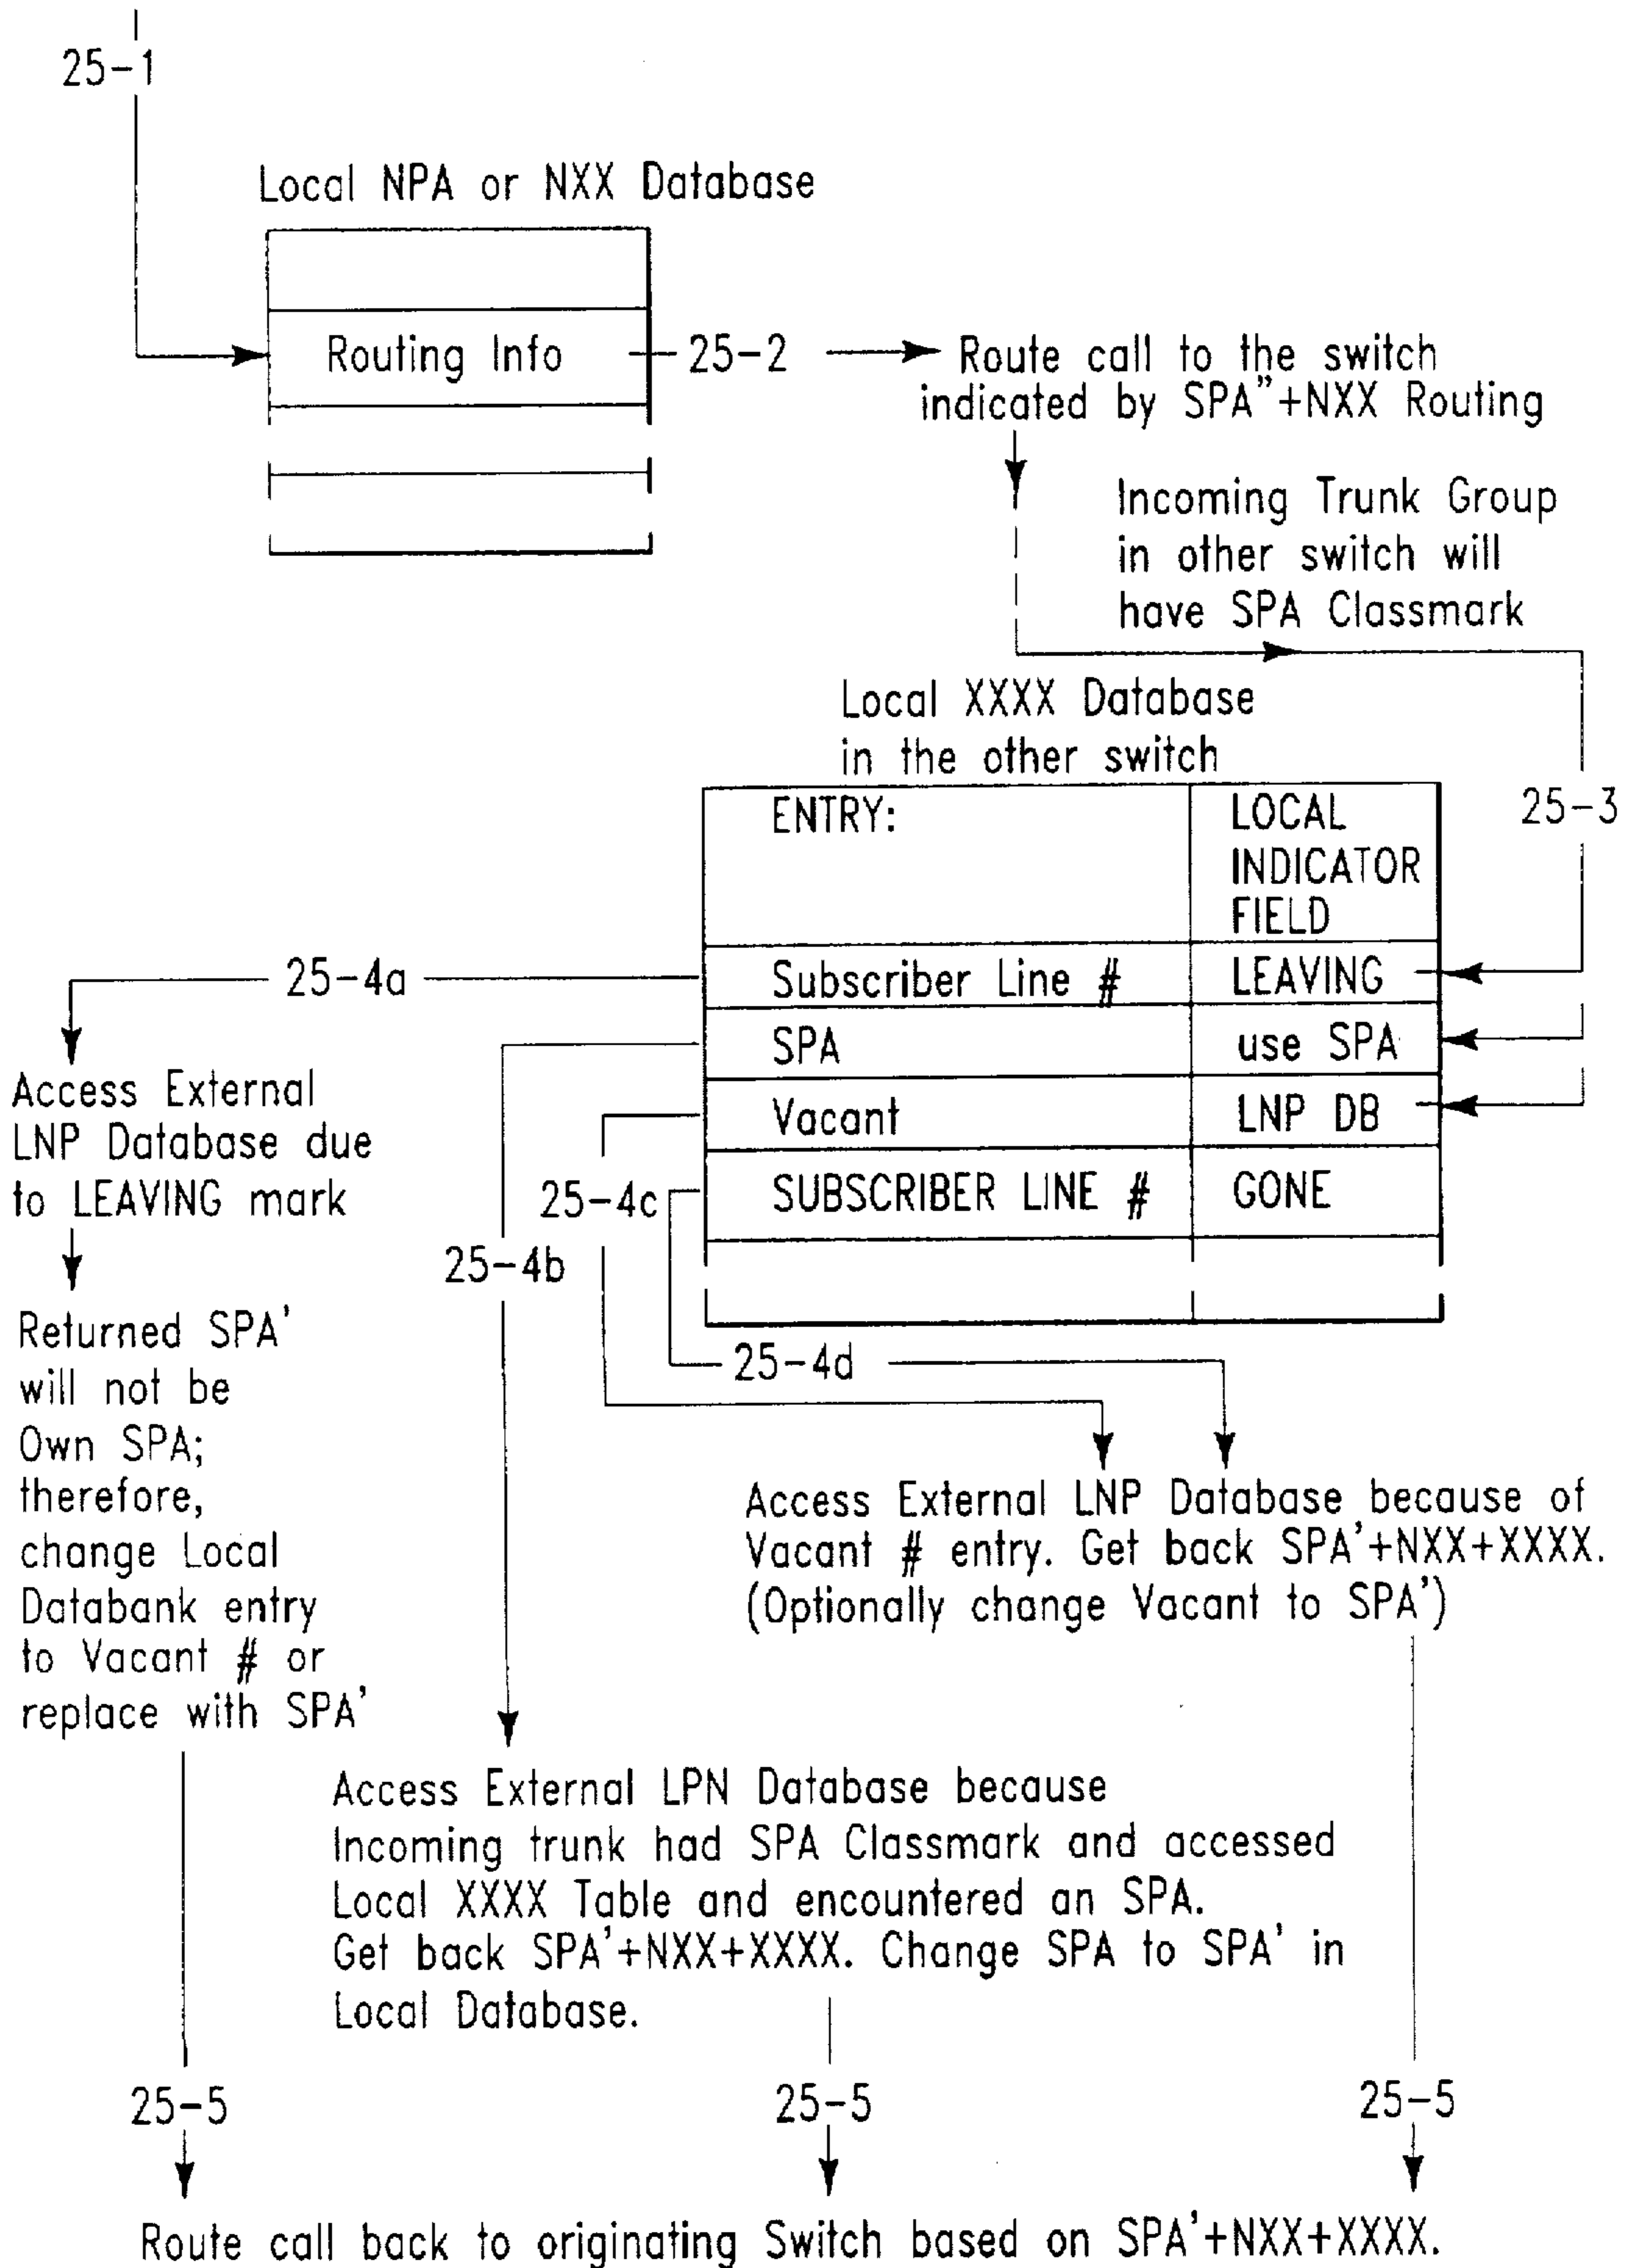 25-1
Local NPA or NXX Database
Routing Info
25-2
Route call to the switch
indicated by SPA"+NXX Routing
Incoming Trunk Group
in other switch will
have SPA Classmark
Local XXXX Database
in the other switch
25-3
ENTRY:
LOCAL
INDICATOR
FIELD
Subscriber Line #
LEAVING
SPA
use SPA
Vacant
LNP DB
SUBSCRIBER LINE #
GONE
25-4a
25-4b
25-4c
25-4d
Access External
LNP Database due
to LEAVING mark
Returned SPA'
will not be
Own SPA;
therefore,
change Local
Databank entry
to Vacant # or
replace with SPA'
Access External LNP Database because of
Vacant # entry. Get back SPA'+NXX+XXXX.
(Optionally change Vacant to SPA')
Access External LPN Database because
Incoming trunk had SPA Classmark and accessed
Local XXXX Table and encountered an SPA.
Get back SPA'+NXX+XXXX. Change SPA to SPA' in
Local Database.
25-5
25-5
25-5
Route call back to originating Switch based on SPA'+NXX+XXXX.